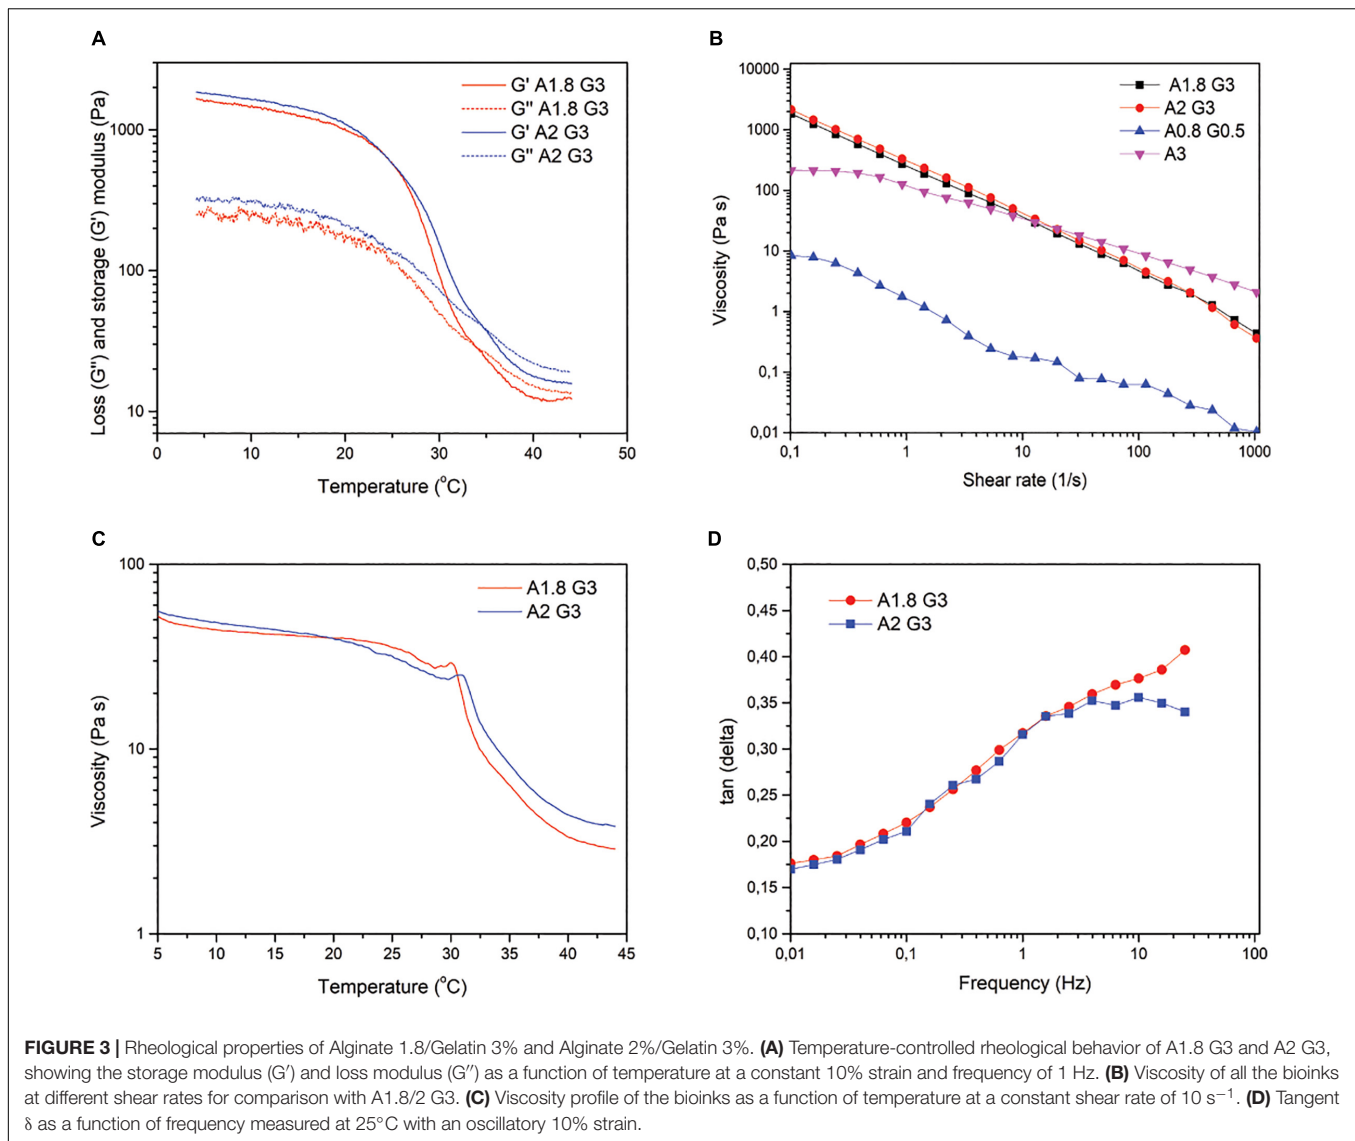 A
G' A1.8 G3
G'' A1.8 G3
G' A2 G3
G'' A2 G3
Loss (G'') and storage (G') modulus (Pa)
1000
100
10
0 10 20 30 40 50
Temperature (°C)
B
A1.8 G3
A2 G3
A0.8 G0.5
A3
Viscosity (Pa s)
10000
1000
100
10
1
0,1
0,01
0,1 1 10 100 1000
Shear rate (1/s)
C
A1.8 G3
A2 G3
Viscosity (Pa s)
100
10
1
5 10 15 20 25 30 35 40 45
Temperature (°C)
D
A1.8 G3
A2 G3
tan (delta)
0,50
0,45
0,40
0,35
0,30
0,25
0,20
0,15
0,10
0,01 0,1 1 10 100
Frequency (Hz)
FIGURE 3 | Rheological properties of Alginate 1.8/Gelatin 3% and Alginate 2%/Gelatin 3%. (A) Temperature-controlled rheological behavior of A1.8 G3 and A2 G3,
showing the storage modulus (G′) and loss modulus (G″) as a function of temperature at a constant 10% strain and frequency of 1 Hz. (B) Viscosity of all the bioinks
at different shear rates for comparison with A1.8/2 G3. (C) Viscosity profile of the bioinks as a function of temperature at a constant shear rate of 10 s⁻¹. (D) Tangent
δ as a function of frequency measured at 25°C with an oscillatory 10% strain.